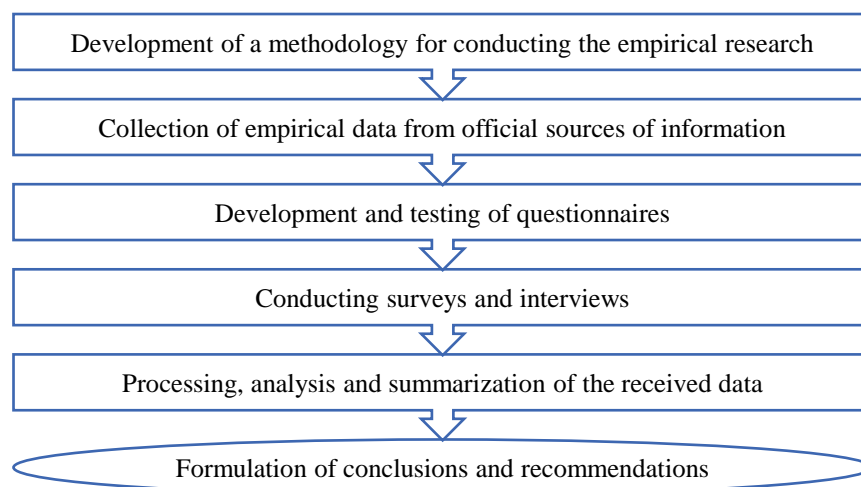 Development of a methodology for conducting the empirical research
Collection of empirical data from official sources of information
Development and testing of questionnaires
Conducting surveys and interviews
Processing, analysis and summarization of the received data
Formulation of conclusions and recommendations